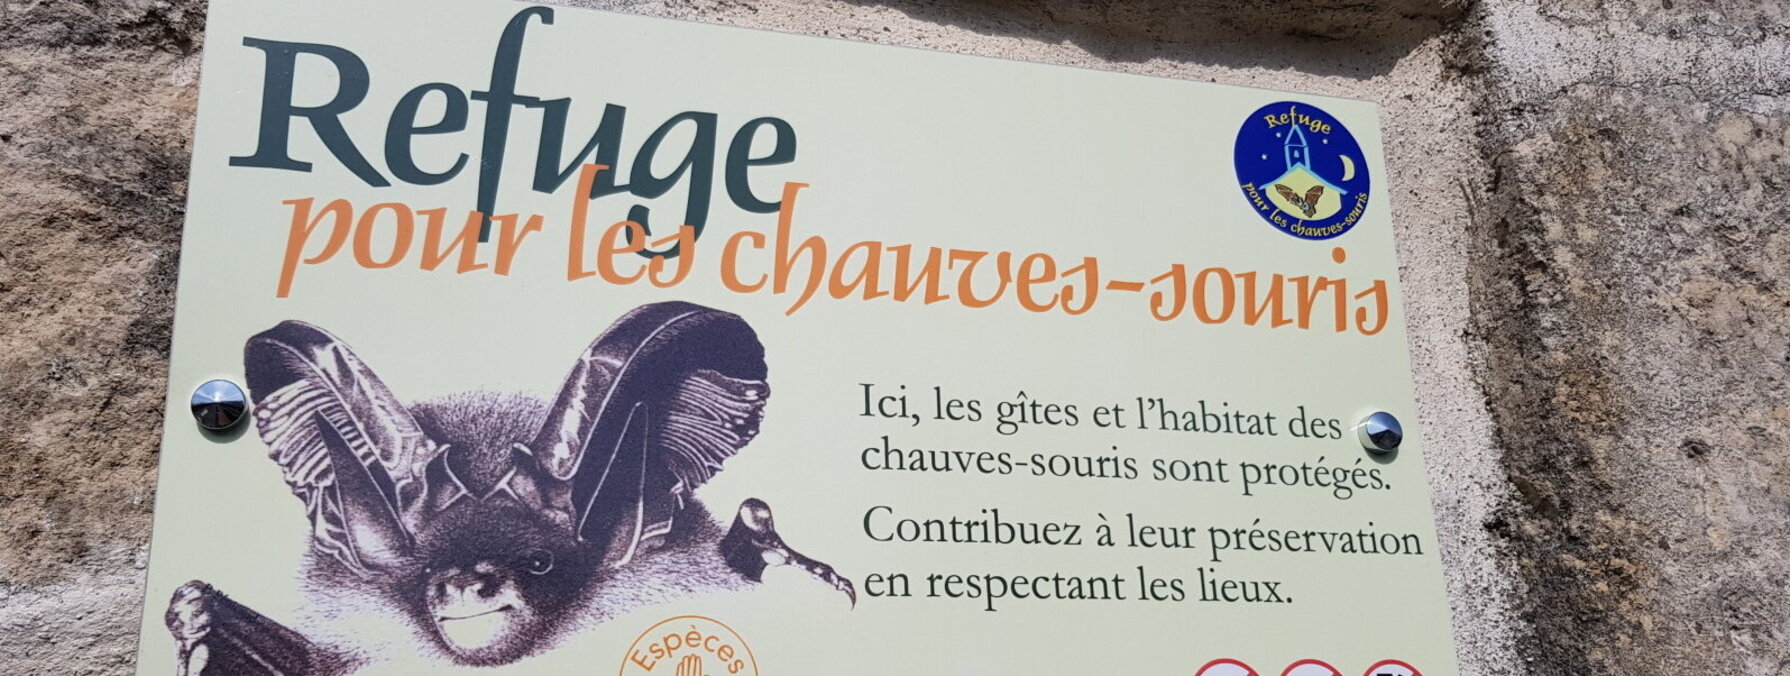 Refuge
pour les chauves-souris
Refuge
pour les chauves-souris
Ici, les gîtes et l'habitat des
chauves-souris sont protégés.
Contribuez à leur préservation
en respectant les lieux.
Espèces